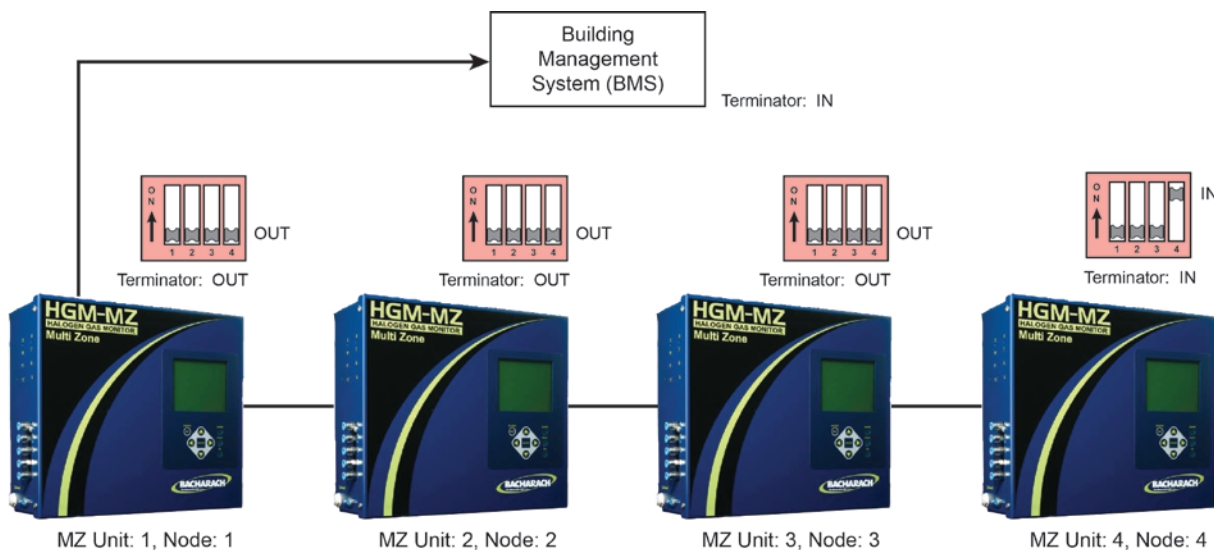 Building
Management
System (BMS)
Terminator: IN
ON
1 2 3 4
OUT
Terminator: OUT
ON
1 2 3 4
OUT
Terminator: OUT
ON
1 2 3 4
OUT
Terminator: OUT
ON
1 2 3 4
IN
Terminator: IN
HGM-MZ
HALOGEN GAS MONITOR
Multi Zone
BACHARACH
HGM-MZ
HALOGEN GAS MONITOR
Multi Zone
BACHARACH
HGM-MZ
HALOGEN GAS MONITOR
Multi Zone
BACHARACH
HGM-MZ
HALOGEN GAS MONITOR
Multi Zone
BACHARACH
MZ Unit: 1, Node: 1
MZ Unit: 2, Node: 2
MZ Unit: 3, Node: 3
MZ Unit: 4, Node: 4